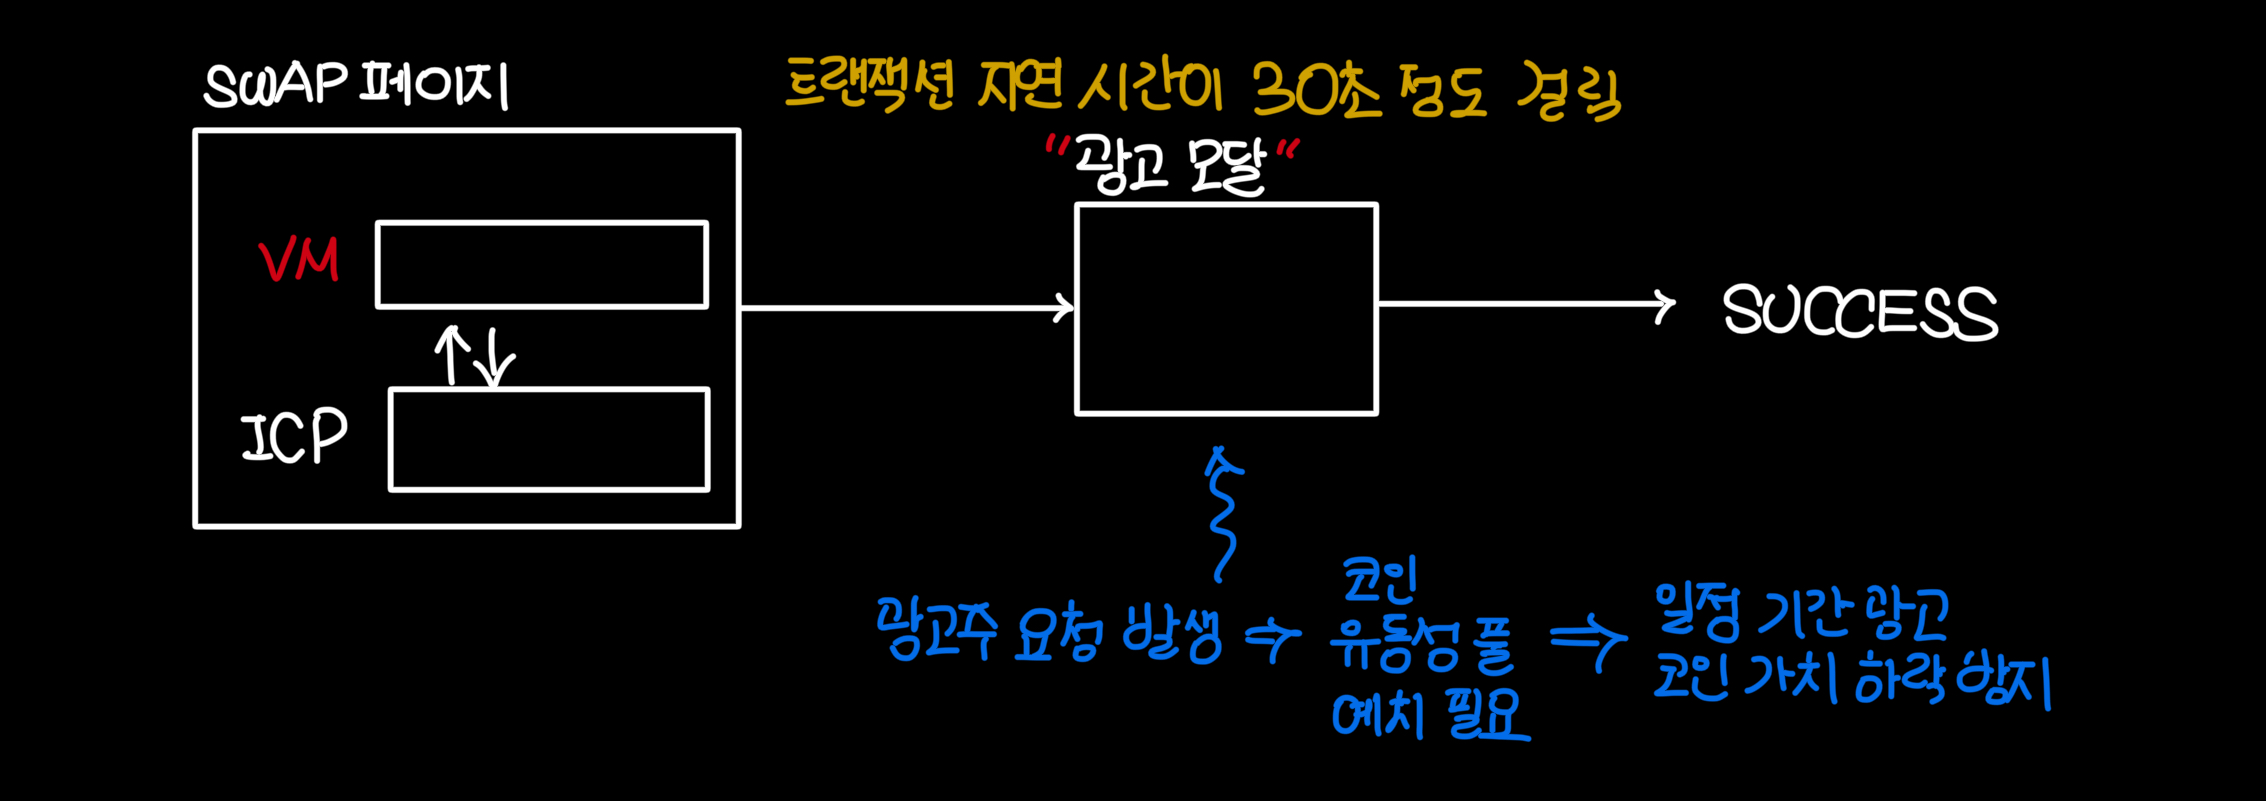 SWAP 페이지
트랜잭션 지연 시간이 30초 정도 걸림
"광고 모달"
VM
ICP
SUCCESS
광고주 요청 발생 ⇒
코인
유동성 풀
예치 필요
⇒ 일정 기간 광고
코인 가치 하락 방지